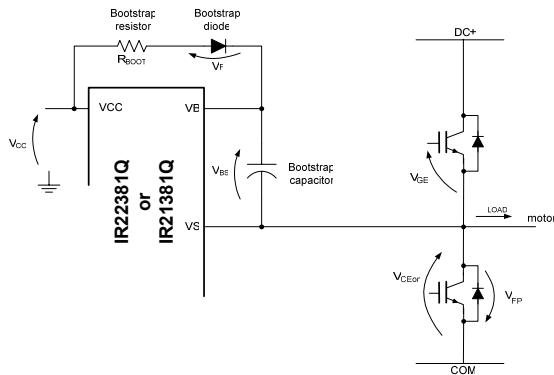 Bootstrap
resistor
Bootstrap
diode
DC+
RBOOT
VF
VCC
VB
VCC
VBS
Bootstrap
capacitor
VGE
IR22381Q
or
IR21381Q
VS
LOAD
motor
VCEon
VFP
COM